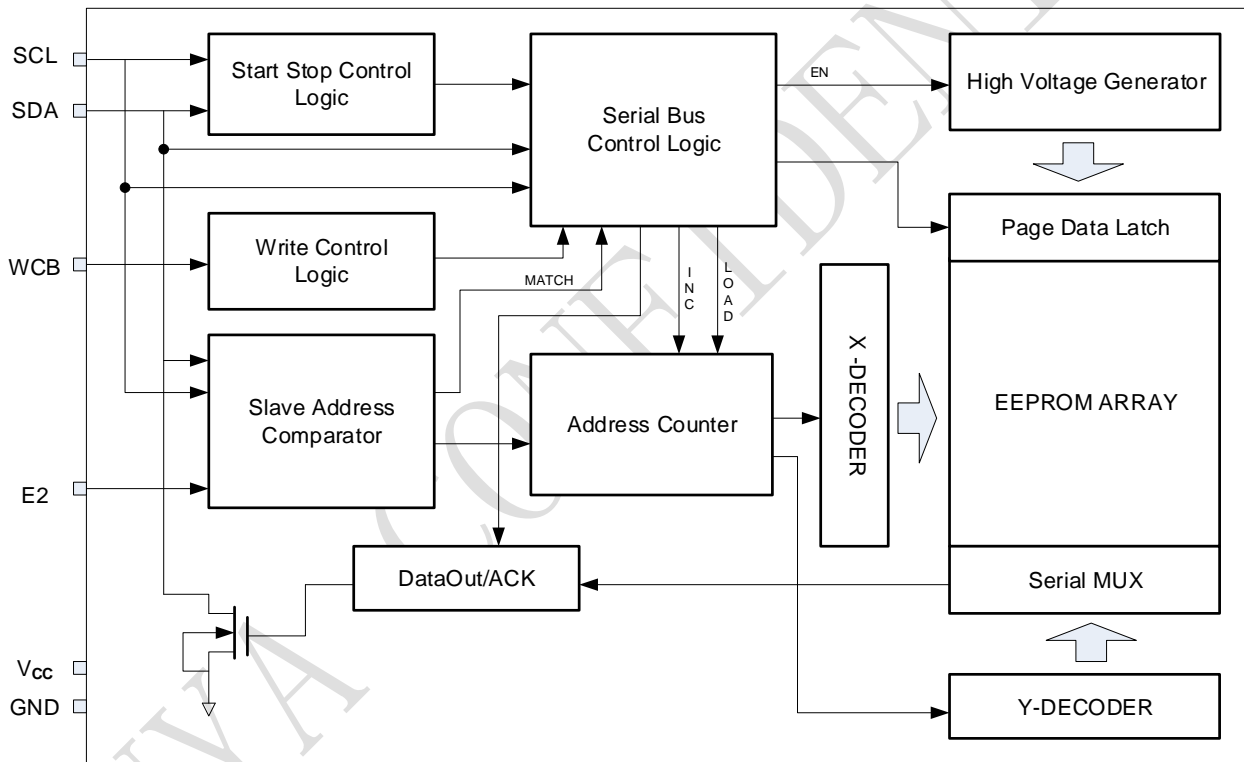 SCL
SDA
WCB
E2
Vcc
GND
Start Stop Control
Logic
Write Control
Logic
Slave Address
Comparator
Serial Bus
Control Logic
MATCH
INC
LOAD
EN
High Voltage Generator
Page Data Latch
EEPROM ARRAY
Serial MUX
Address Counter
X-DECODER
DataOut/ACK
Y-DECODER